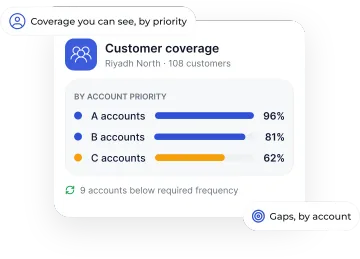 Coverage you can see, by priority
Customer coverage
Riyadh North · 108 customers
BY ACCOUNT PRIORITY
A accounts 96%
B accounts 81%
C accounts 62%
9 accounts below required frequency
Gaps, by account